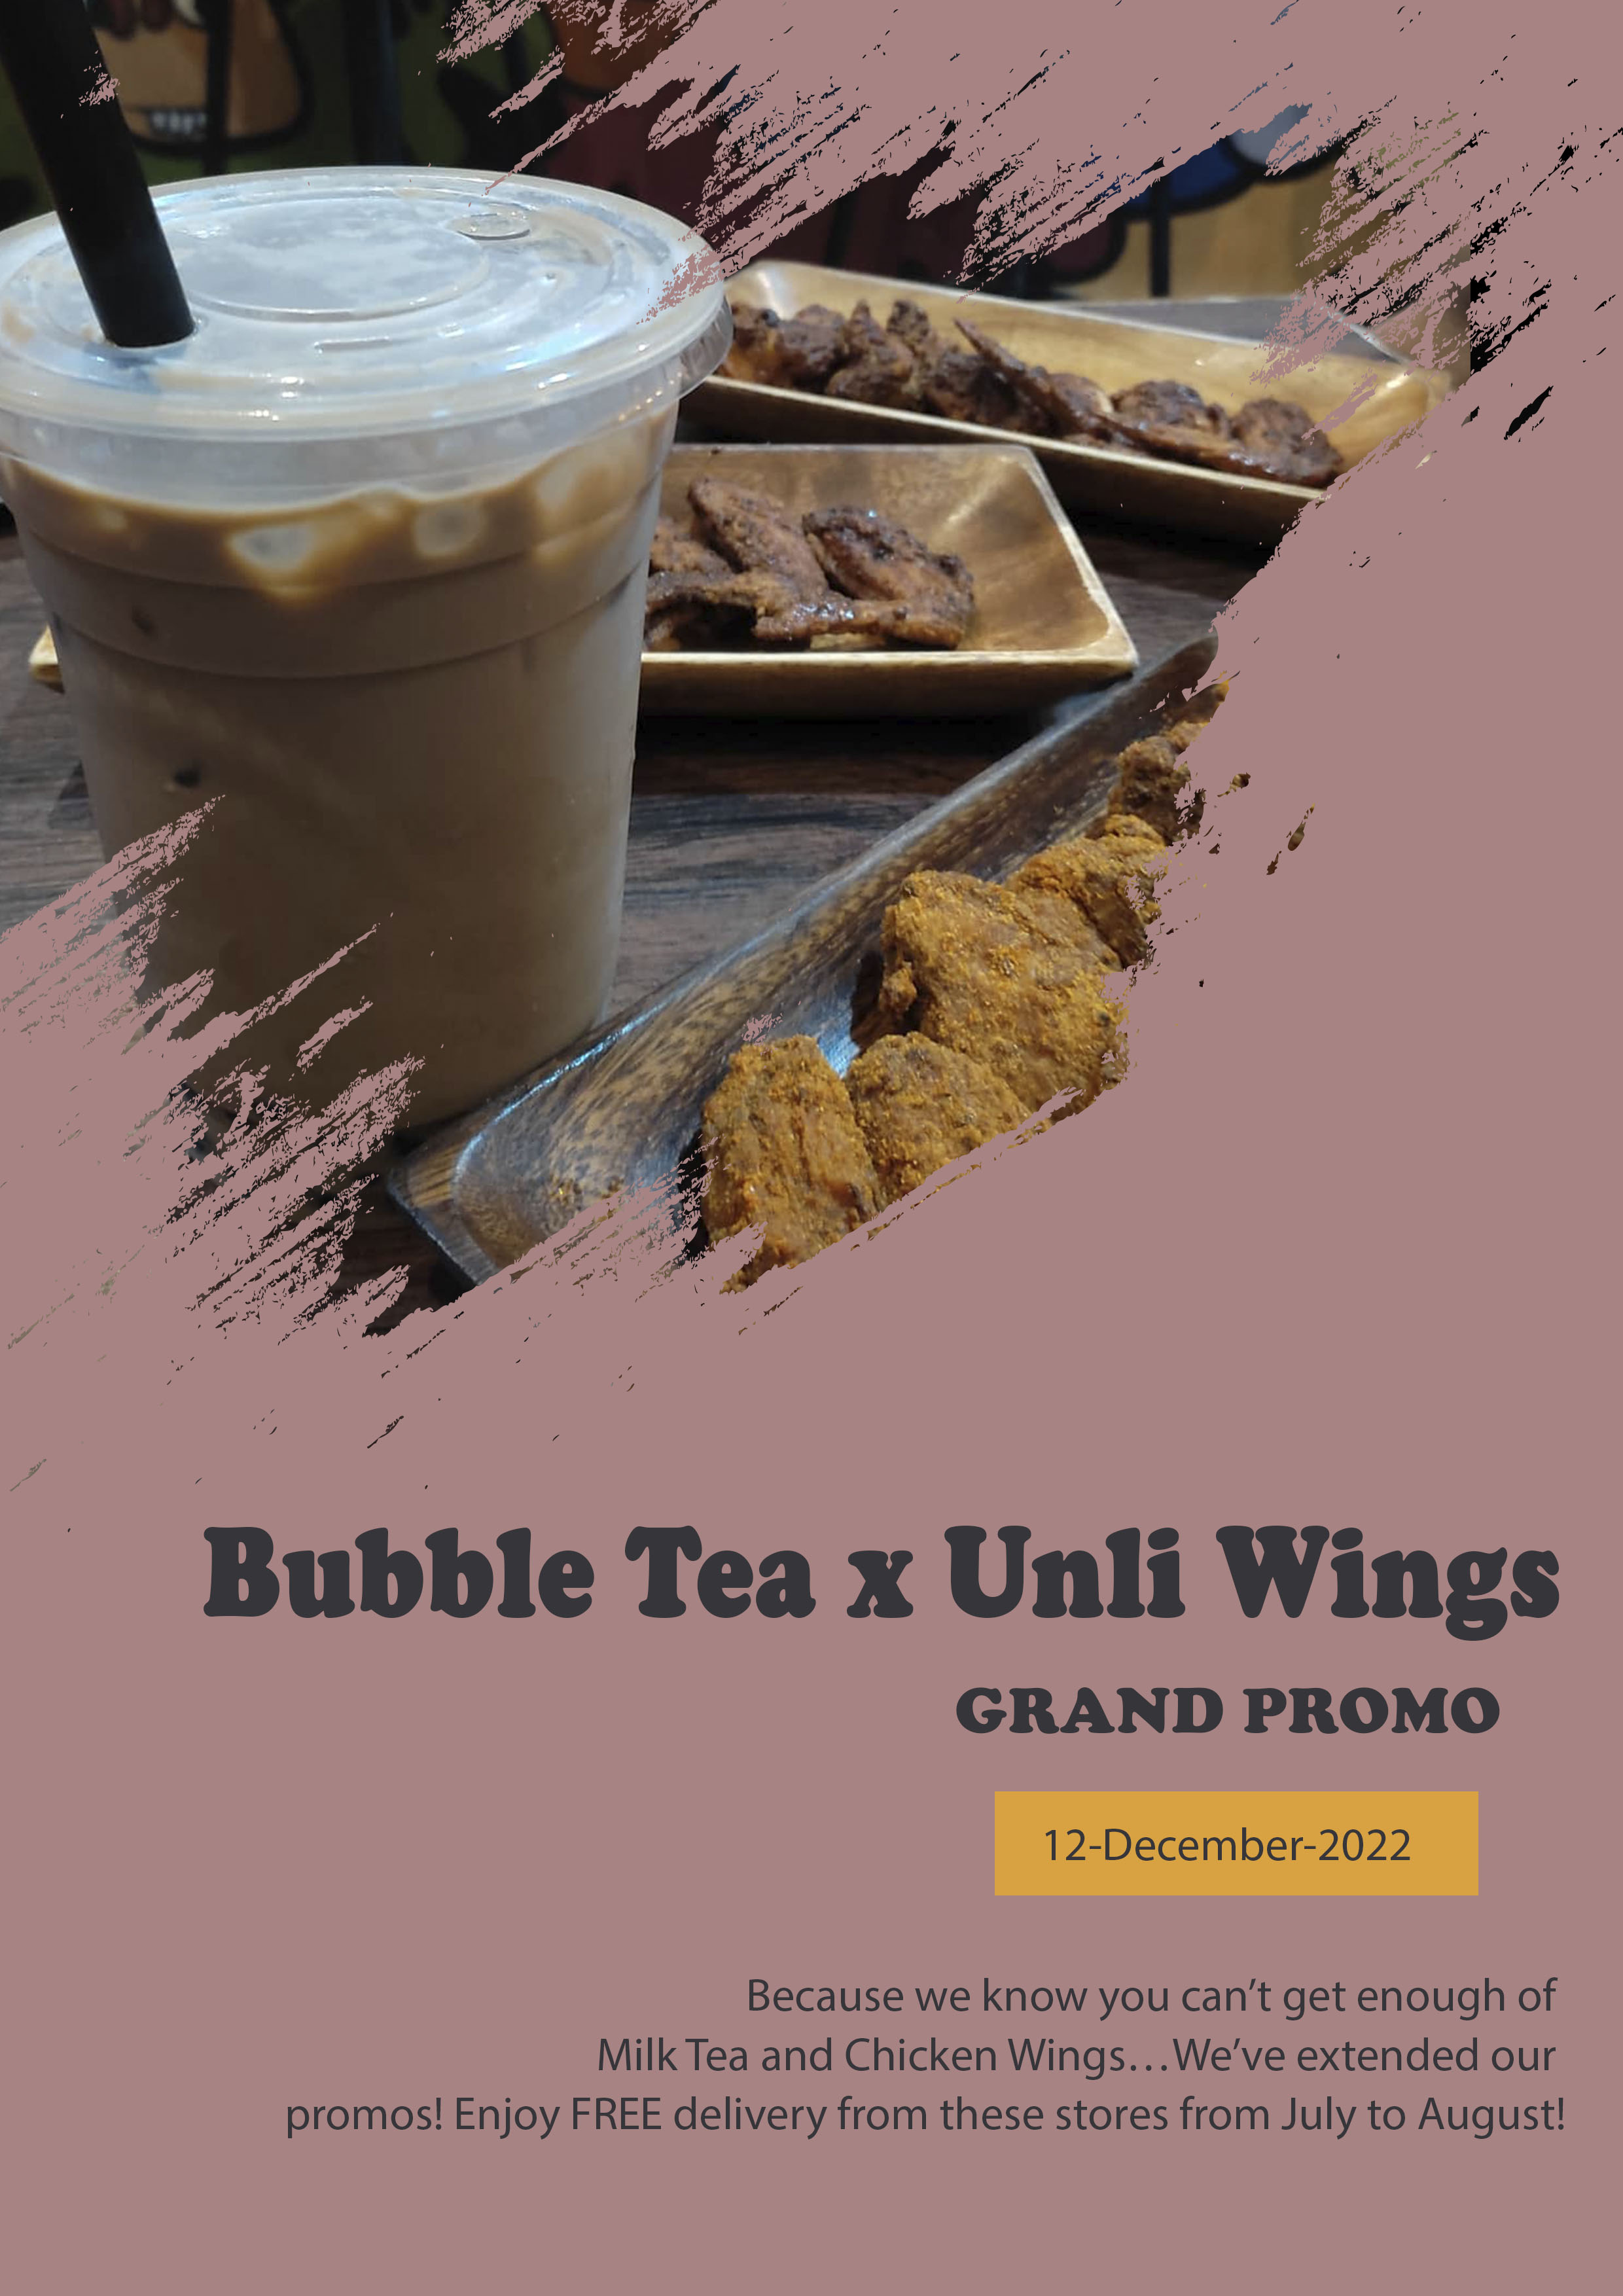 Bubble Tea x Unli Wings
GRAND PROMO
12-December-2022
Because we know you can’t get enough of
Milk Tea and Chicken Wings…We’ve extended our
promos! Enjoy FREE delivery from these stores from July to August!